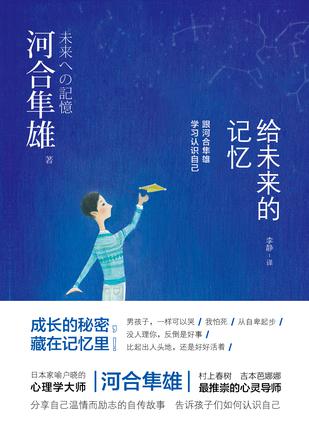 未来への記憶
河合隼雄
著
给未来的
记忆
跟河合隼雄
学习认识自己
李静 译
成长的秘密，
藏在记忆里！
男孩子，一样可以哭 / 我怕死 / 从自卑起步 /
没人理你，反倒是好事 /
比起出人头地，还是好好活着 /
日本家喻户晓的
心理学大师
河合隼雄
村上春树 吉本芭娜娜
最推崇的心灵导师
分享自己温情而励志的自传故事 告诉孩子们如何认识自己